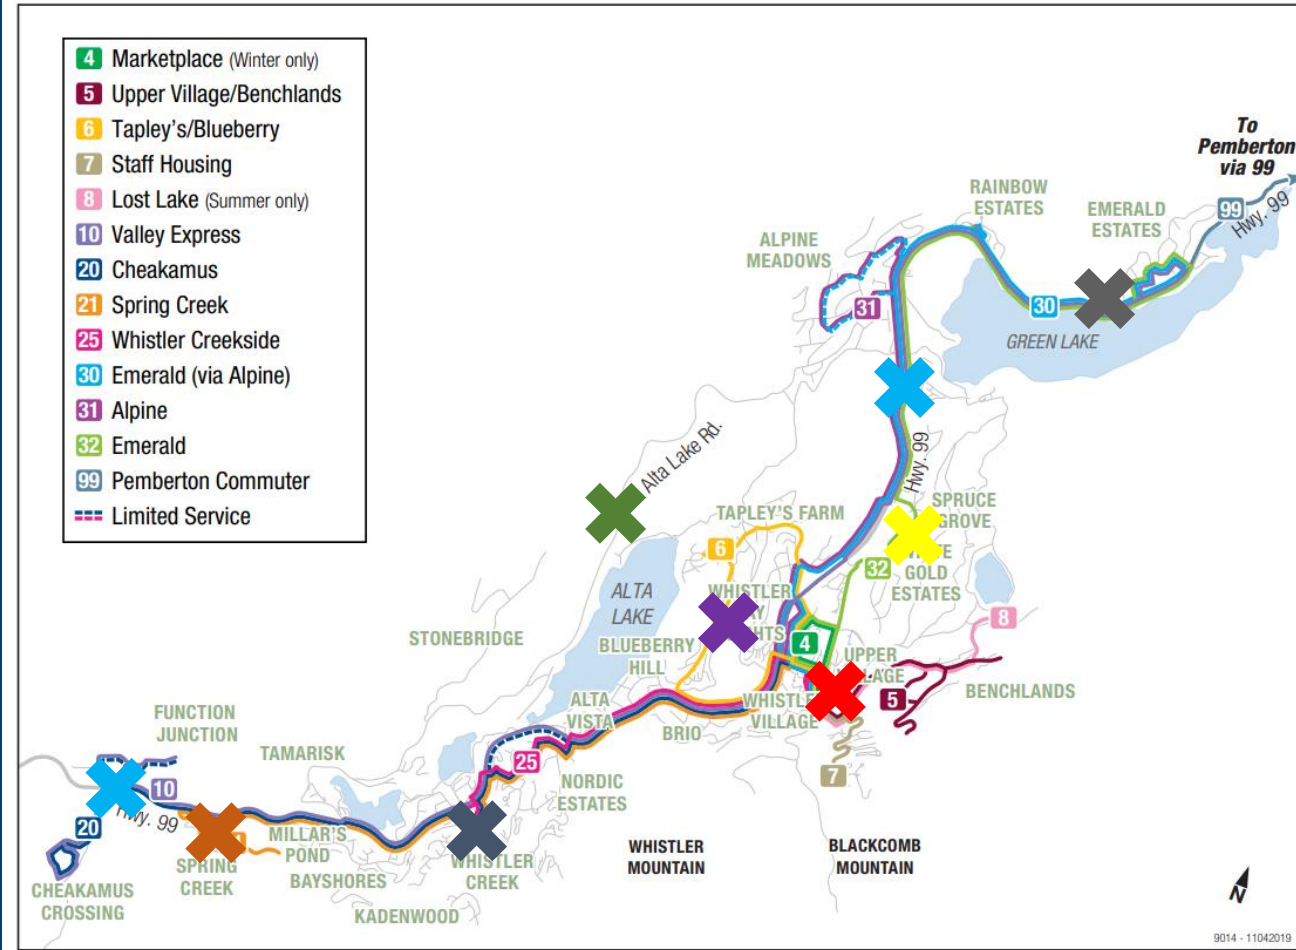 4 Marketplace (Winter only)
5 Upper Village/Benchlands
6 Tapley's/Blueberry
7 Staff Housing
8 Lost Lake (Summer only)
10 Valley Express
20 Cheakamus
21 Spring Creek
25 Whistler Creekside
30 Emerald (via Alpine)
31 Alpine
32 Emerald
99 Pemberton Commuter
Limited Service
To
Pemberton
via 99
99
Hwy. 99
RAINBOW
ESTATES
EMERALD
ESTATES
ALPINE
MEADOWS
31
30
GREEN LAKE
Alta Lake Rd.
Hwy. 99
SPRUCE
GROVE
GOLD
ESTATES
32
TAPLEY'S FARM
6
ALTA
LAKE
WHISTLER
4
8
STONEBRIDGE
BLUEBERRY
HILL
UPPER
5
BENCHLANDS
ALTA
VISTA
BRIO
VILLAGE
7
FUNCTION
JUNCTION
TAMARISK
25
NORDIC
ESTATES
10
Hwy. 99
20
MILLAR'S
POND
SPRING
CREEK
BAYSHORES
WHISTLER
CREEK
KADENWOOD
CHEAKAMUS
CROSSING
WHISTLER
MOUNTAIN
BLACKCOMB
MOUNTAIN
N
9014 - 11042019